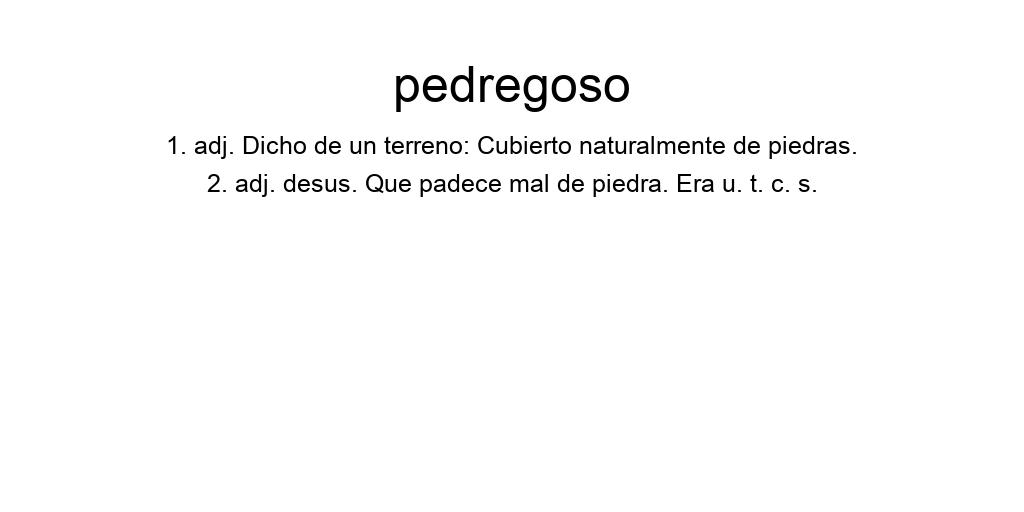 pedregoso
1. adj. Dicho de un terreno: Cubierto naturalmente de piedras.
2. adj. desus. Que padece mal de piedra. Era u. t. c. s.